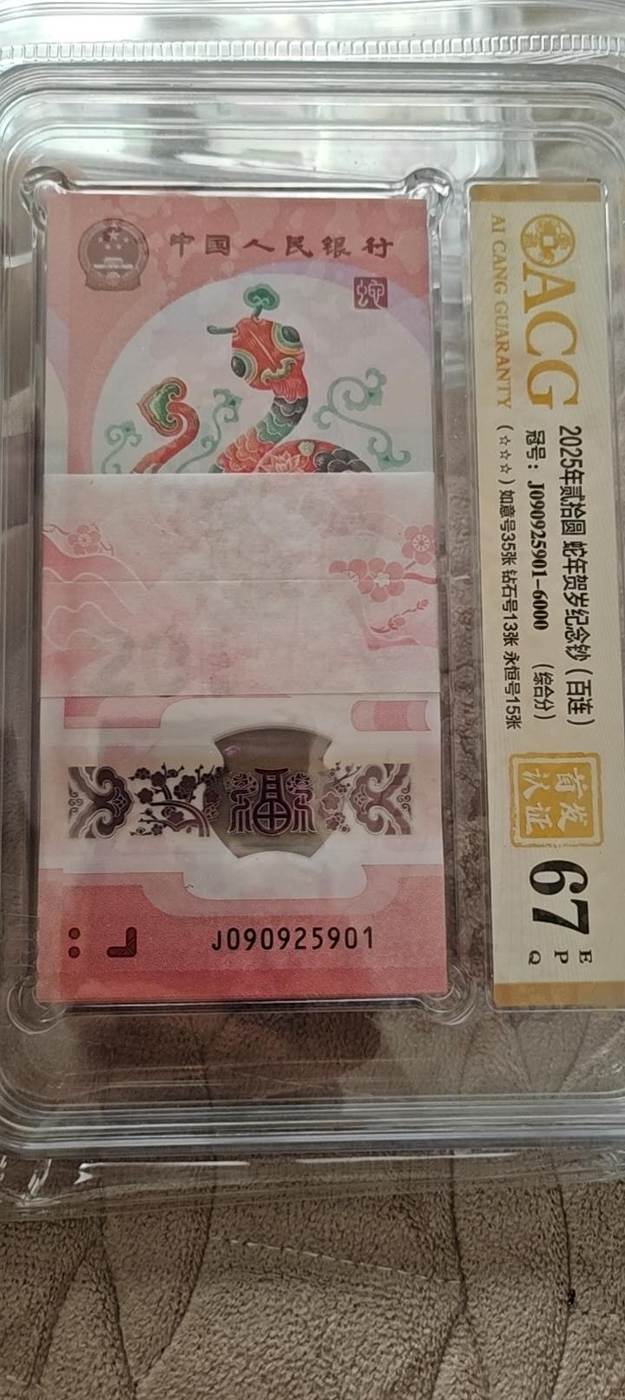 中国人民银行
蛇
福
J090925901
ACG
AI CANG GUARANTY
2025年贰拾圆 蛇年贺岁纪念钞（百连）
冠号：J090925901-6000 （综合分）
（☆☆☆）如意号35张 钻石号13张 永恒号15张
首发
认证
67
EPQ